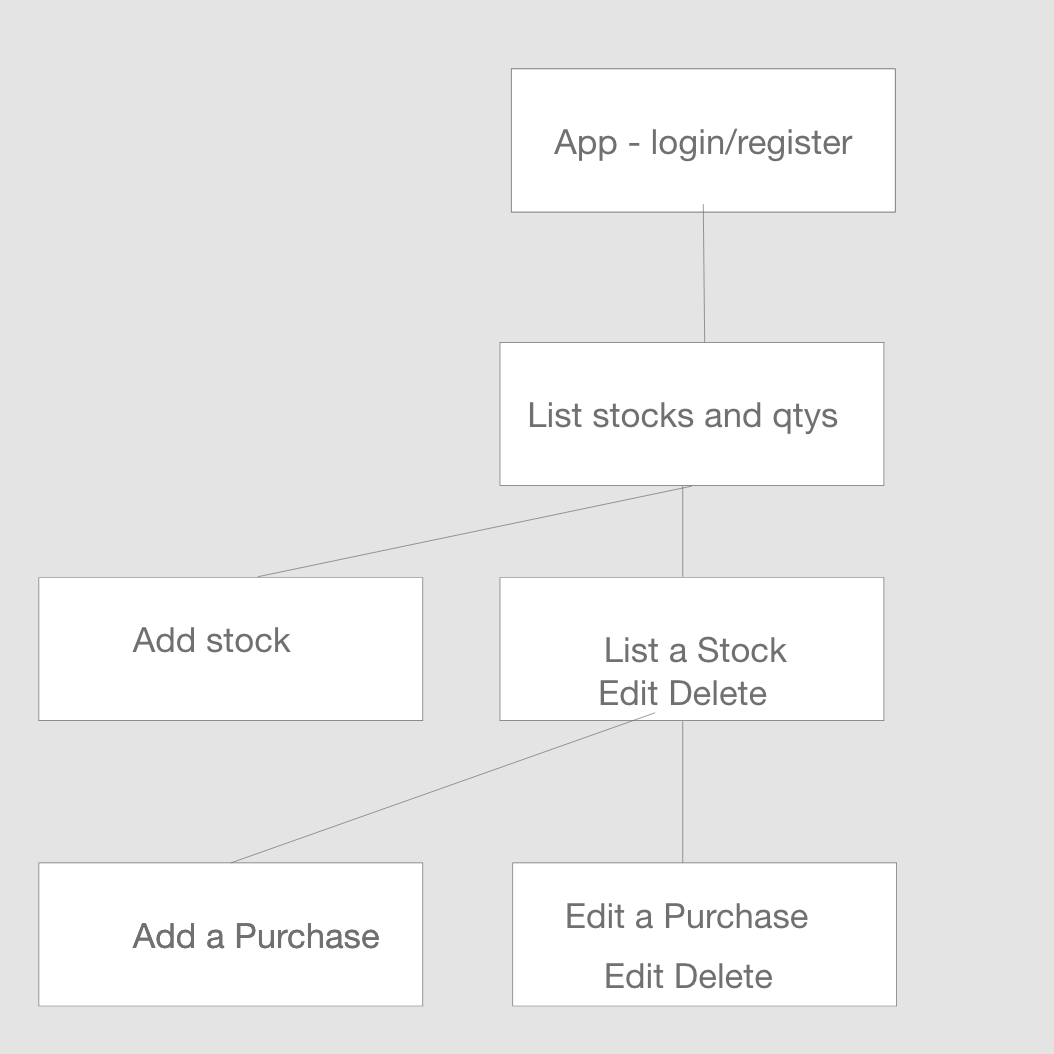 App - login/register
List stocks and qtys
Add stock
List a Stock
Edit Delete
Add a Purchase
Edit a Purchase
Edit Delete